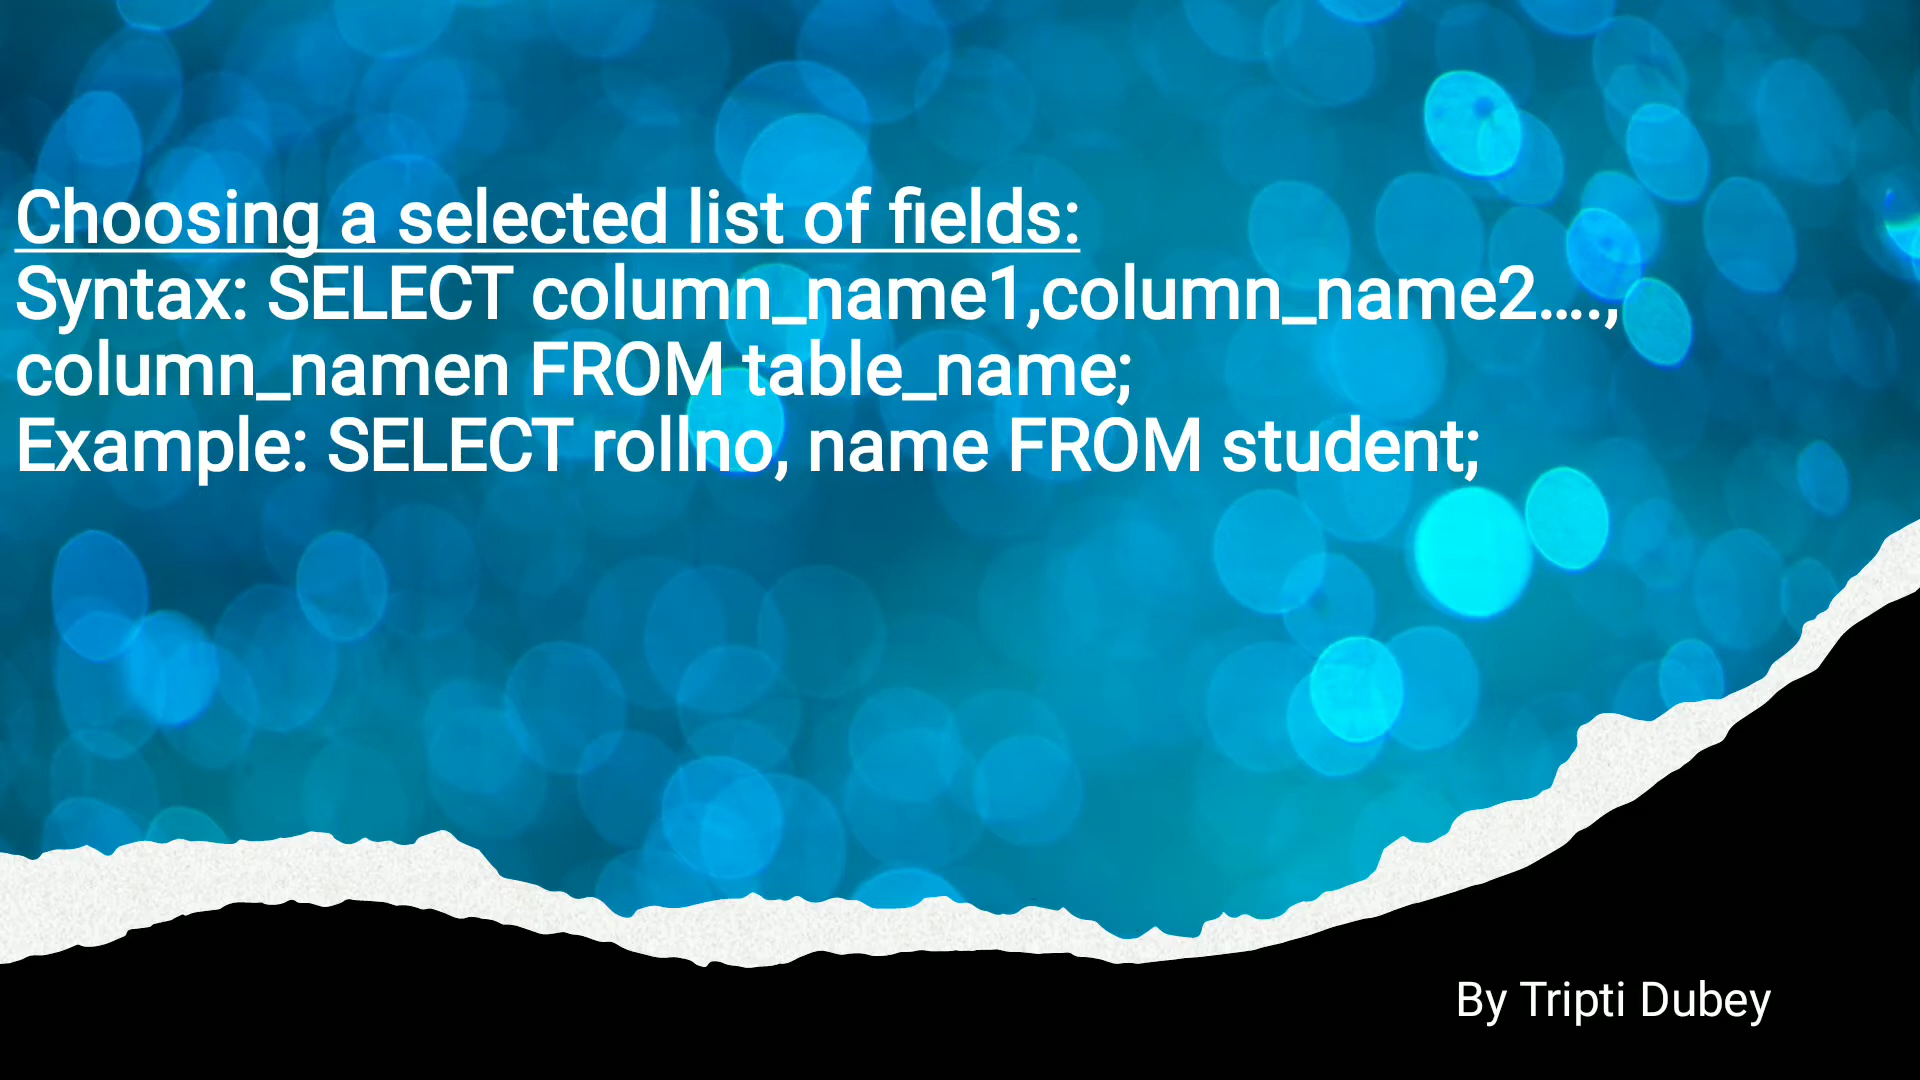 Choosing a selected list of fields:
Syntax: SELECT column_name1,column_name2....,
column_namen FROM table_name;
Example: SELECT rollno, name FROM student;
By Tripti Dubey